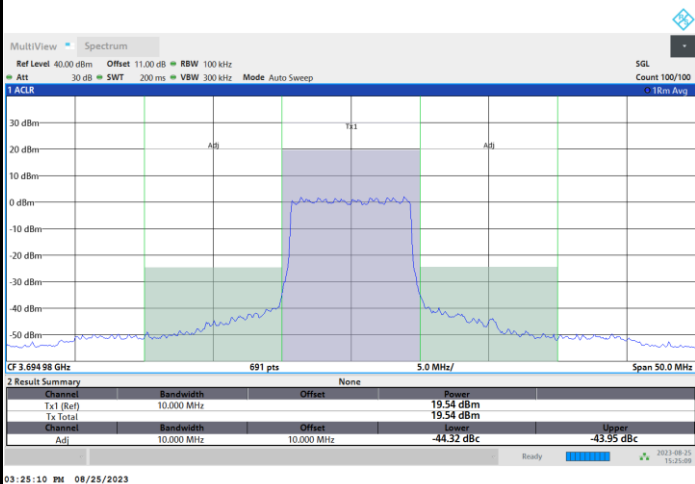 MultiView Spectrum
Ref Level 40.00 dBm Offset 11.00 dB RBW 100 kHz SGL
Att 30 dB SWT 200 ms VBW 300 kHz Mode Auto Sweep Count 100/100
1 ACLR 1Rm Avg
30 dBm
Tx1
20 dBm
Adj Adj
10 dBm
0 dBm
-10 dBm
-20 dBm
-30 dBm
-40 dBm
-50 dBm
CF 3.694 98 GHz 691 pts 5.0 MHz/ Span 50.0 MHz
2 Result Summary None
Channel Bandwidth Offset Power
Tx1 (Ref) 10.000 MHz 19.54 dBm
Tx Total 19.54 dBm
Channel Bandwidth Offset Lower Upper
Adj 10.000 MHz 10.000 MHz -44.32 dBc -43.95 dBc
Ready 2023-08-25
15:25:09
03:25:10 PM 08/25/2023